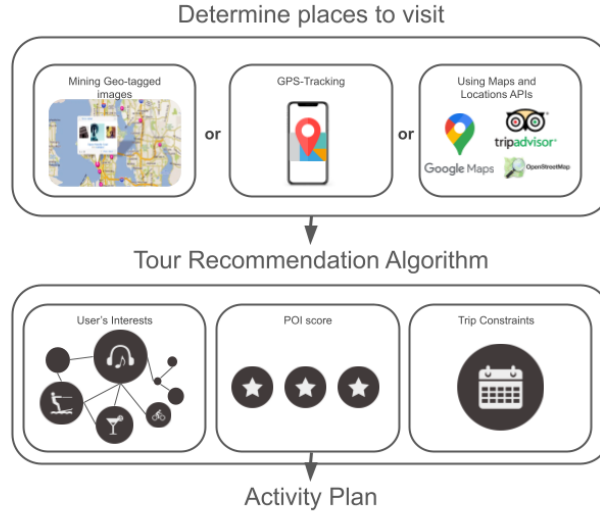 Determine places to visit
Mining Geo-tagged
images
GPS-Tracking
Using Maps and
Locations APIs
or
or
Google Maps
tripadvisor
OpenStreetMap
Tour Recommendation Algorithm
User's Interests
POI score
Trip Constraints
Activity Plan